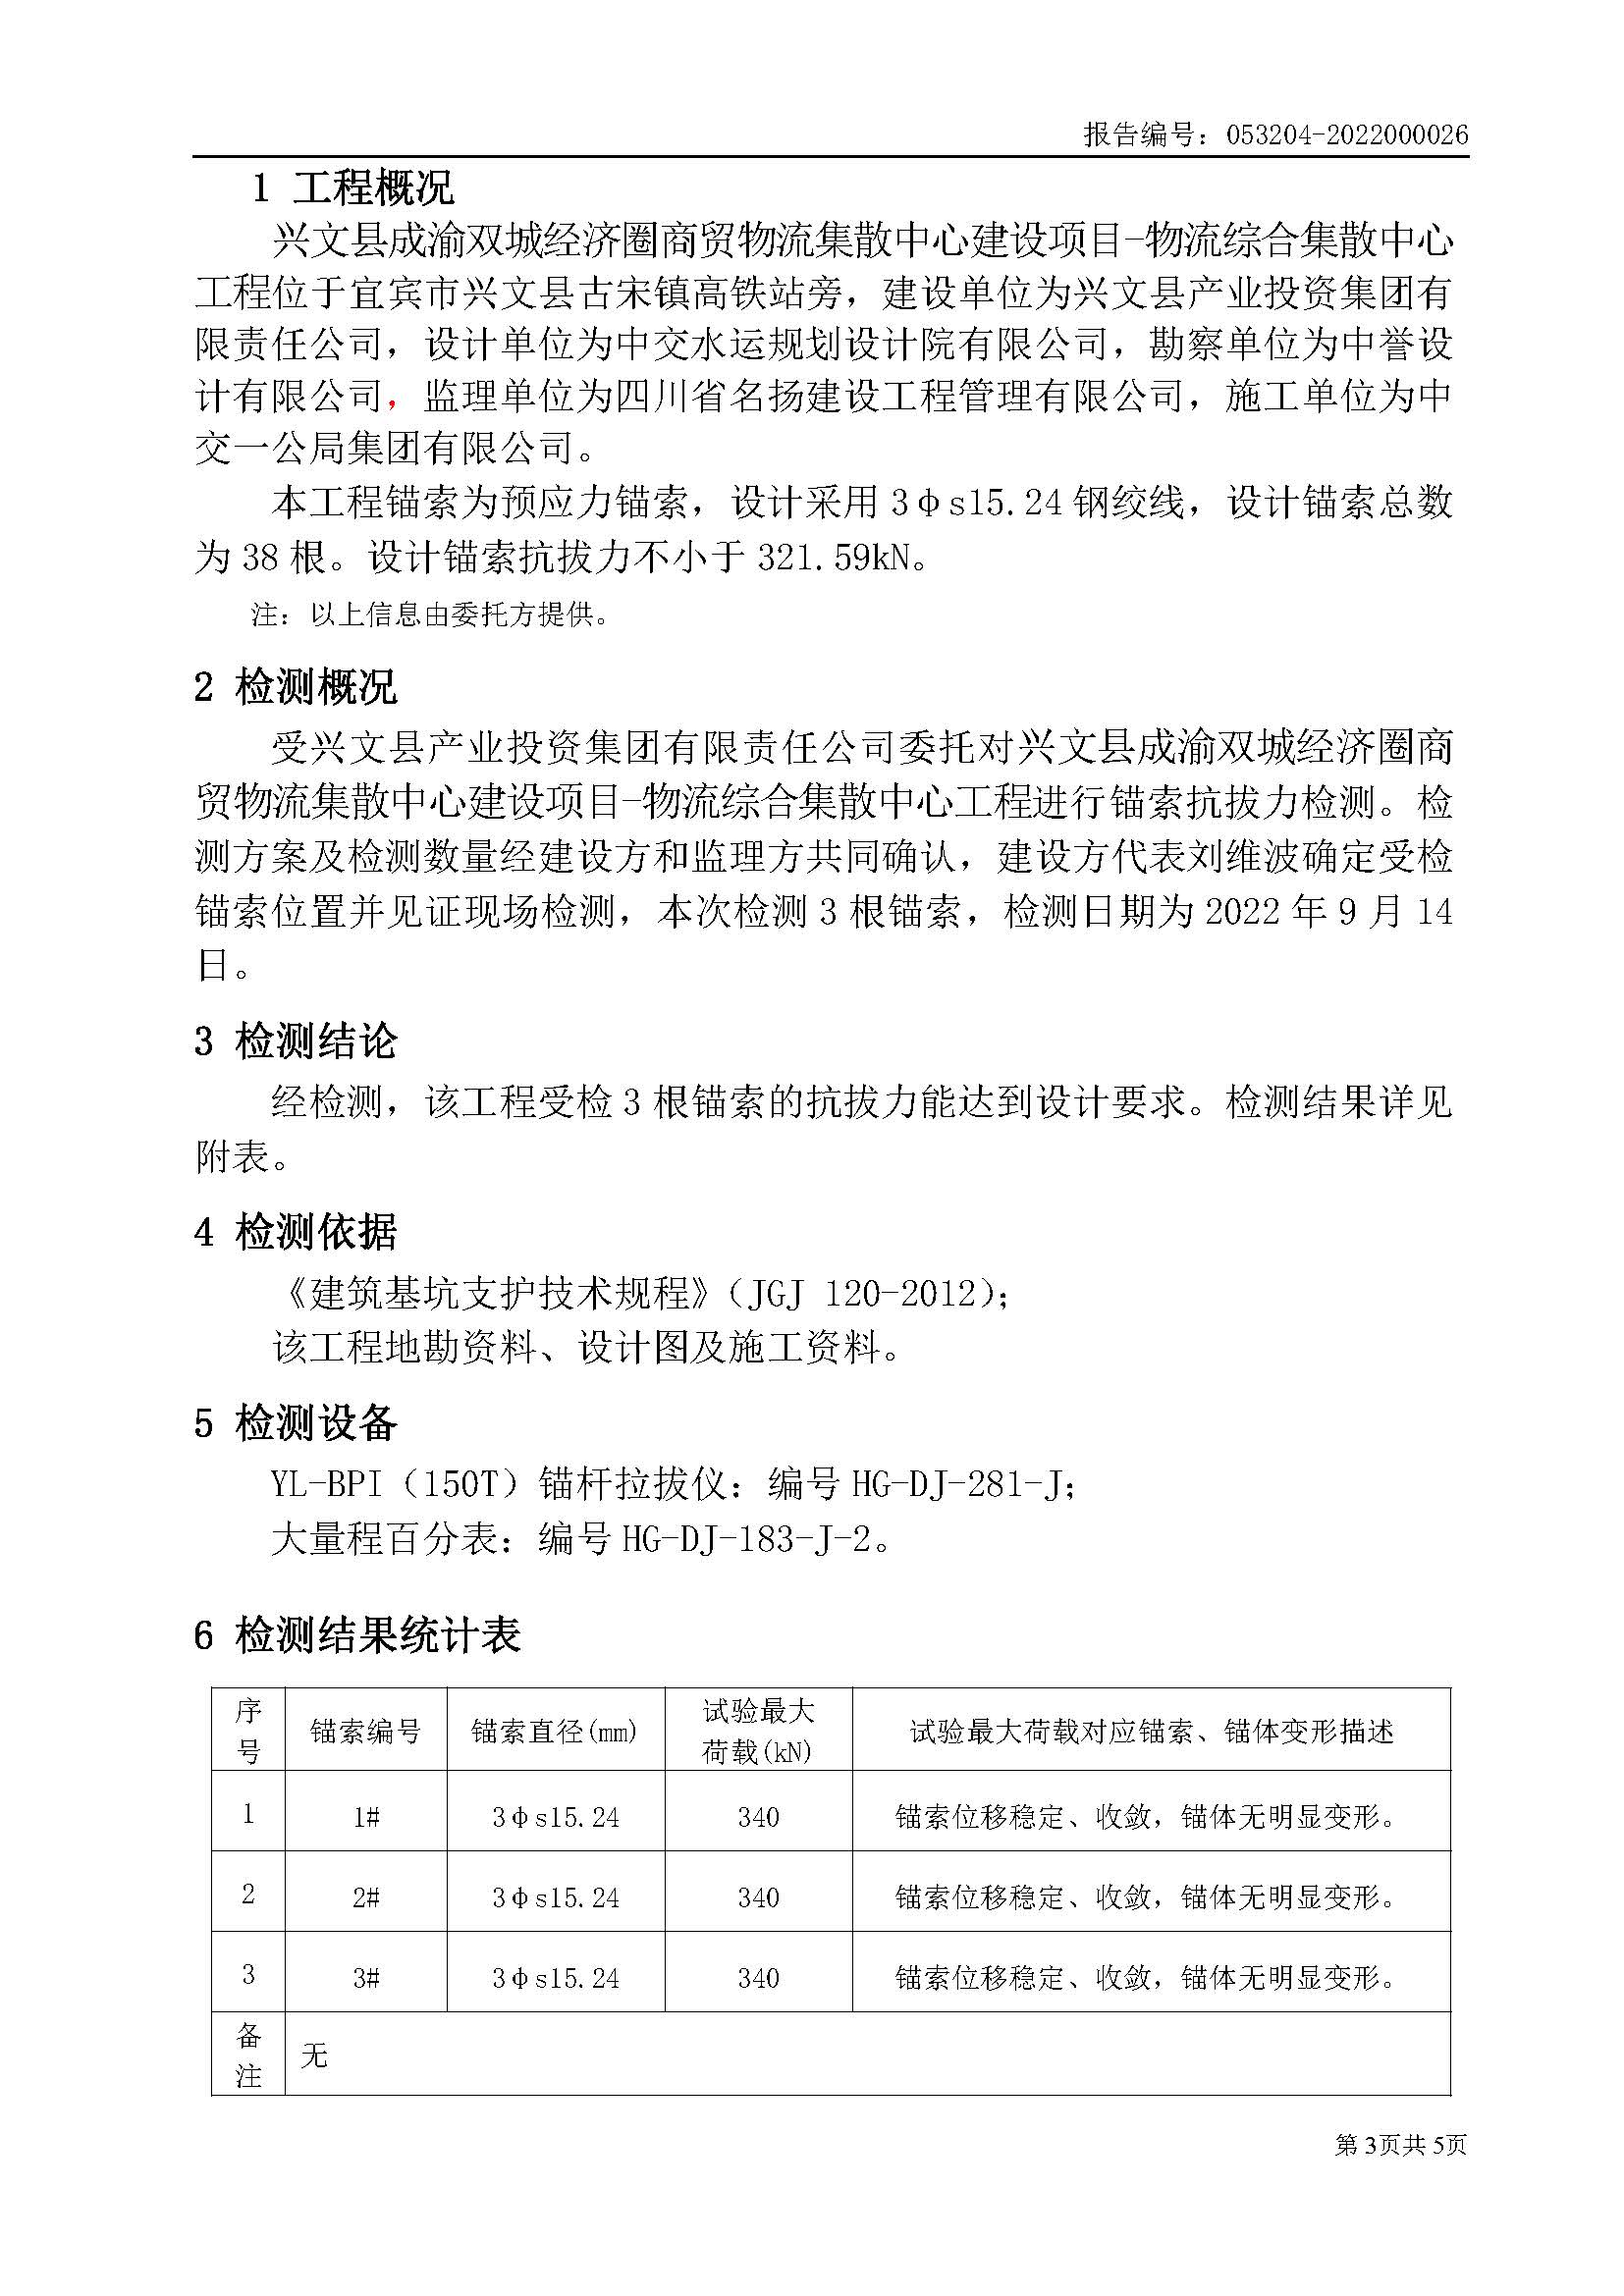 报告编号：053204-2022000026
1 工程概况
兴文县成渝双城经济圈商贸物流集散中心建设项目-物流综合集散中心
工程位于宜宾市兴文县古宋镇高铁站旁，建设单位为兴文县产业投资集团有
限责任公司，设计单位为中交水运规划设计院有限公司，勘察单位为中誉设
计有限公司，监理单位为四川省名扬建设工程管理有限公司，施工单位为中
交一公局集团有限公司。
本工程锚索为预应力锚索，设计采用 3φs15.24 钢绞线，设计锚索总数
为 38 根。设计锚索抗拔力不小于 321.59kN。
注：以上信息由委托方提供。
2 检测概况
受兴文县产业投资集团有限责任公司委托对兴文县成渝双城经济圈商
贸物流集散中心建设项目-物流综合集散中心工程进行锚索抗拔力检测。检
测方案及检测数量经建设方和监理方共同确认，建设方代表刘维波确定受检
锚索位置并见证现场检测，本次检测 3 根锚索，检测日期为 2022 年 9 月 14
日。
3 检测结论
经检测，该工程受检 3 根锚索的抗拔力能达到设计要求。检测结果详见
附表。
4 检测依据
《建筑基坑支护技术规程》（JGJ 120-2012）；
该工程地勘资料、设计图及施工资料。
5 检测设备
YL-BPI（150T）锚杆拉拔仪：编号 HG-DJ-281-J；
大量程百分表：编号 HG-DJ-183-J-2。
6 检测结果统计表
序号 锚索编号 锚索直径(mm) 试验最大荷载(kN) 试验最大荷载对应锚索、锚体变形描述
1 1# 3φs15.24 340 锚索位移稳定、收敛，锚体无明显变形。
2 2# 3φs15.24 340 锚索位移稳定、收敛，锚体无明显变形。
3 3# 3φs15.24 340 锚索位移稳定、收敛，锚体无明显变形。
备注 无
第 3页共 5页